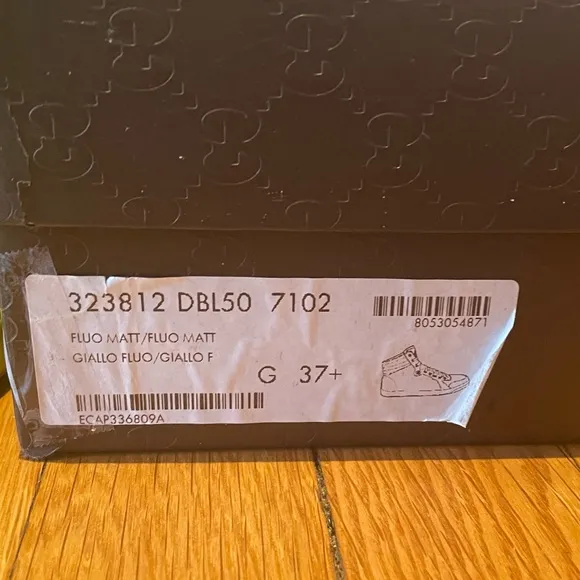 323812 DBL50 7102
8053054871
FLUO MATT/FLUO MATT
GIALLO FLUO/GIALLO F
G 37+
ECAP336809A